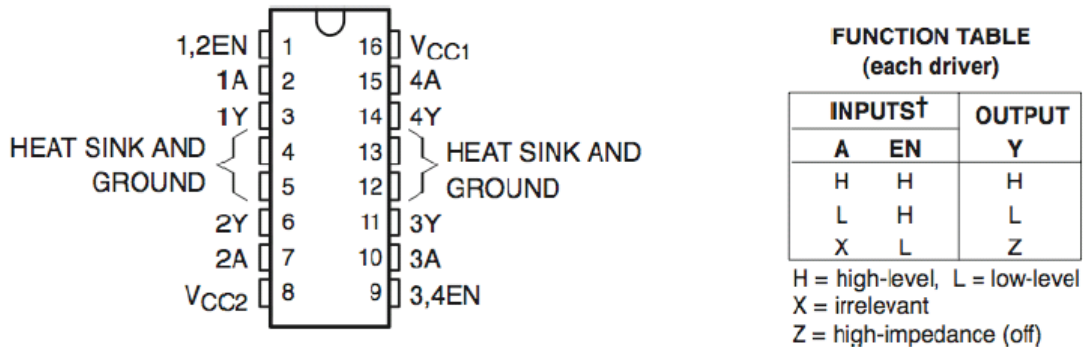 1,2EN 1 16 VCC1
1A 2 15 4A
1Y 3 14 4Y
HEAT SINK AND 4 13 HEAT SINK AND
GROUND 5 12 GROUND
2Y 6 11 3Y
2A 7 10 3A
VCC2 8 9 3,4EN
FUNCTION TABLE
(each driver)
INPUTS† OUTPUT
A EN Y
H H H
L H L
X L Z
H = high-level, L = low-level
X = irrelevant
Z = high-impedance (off)